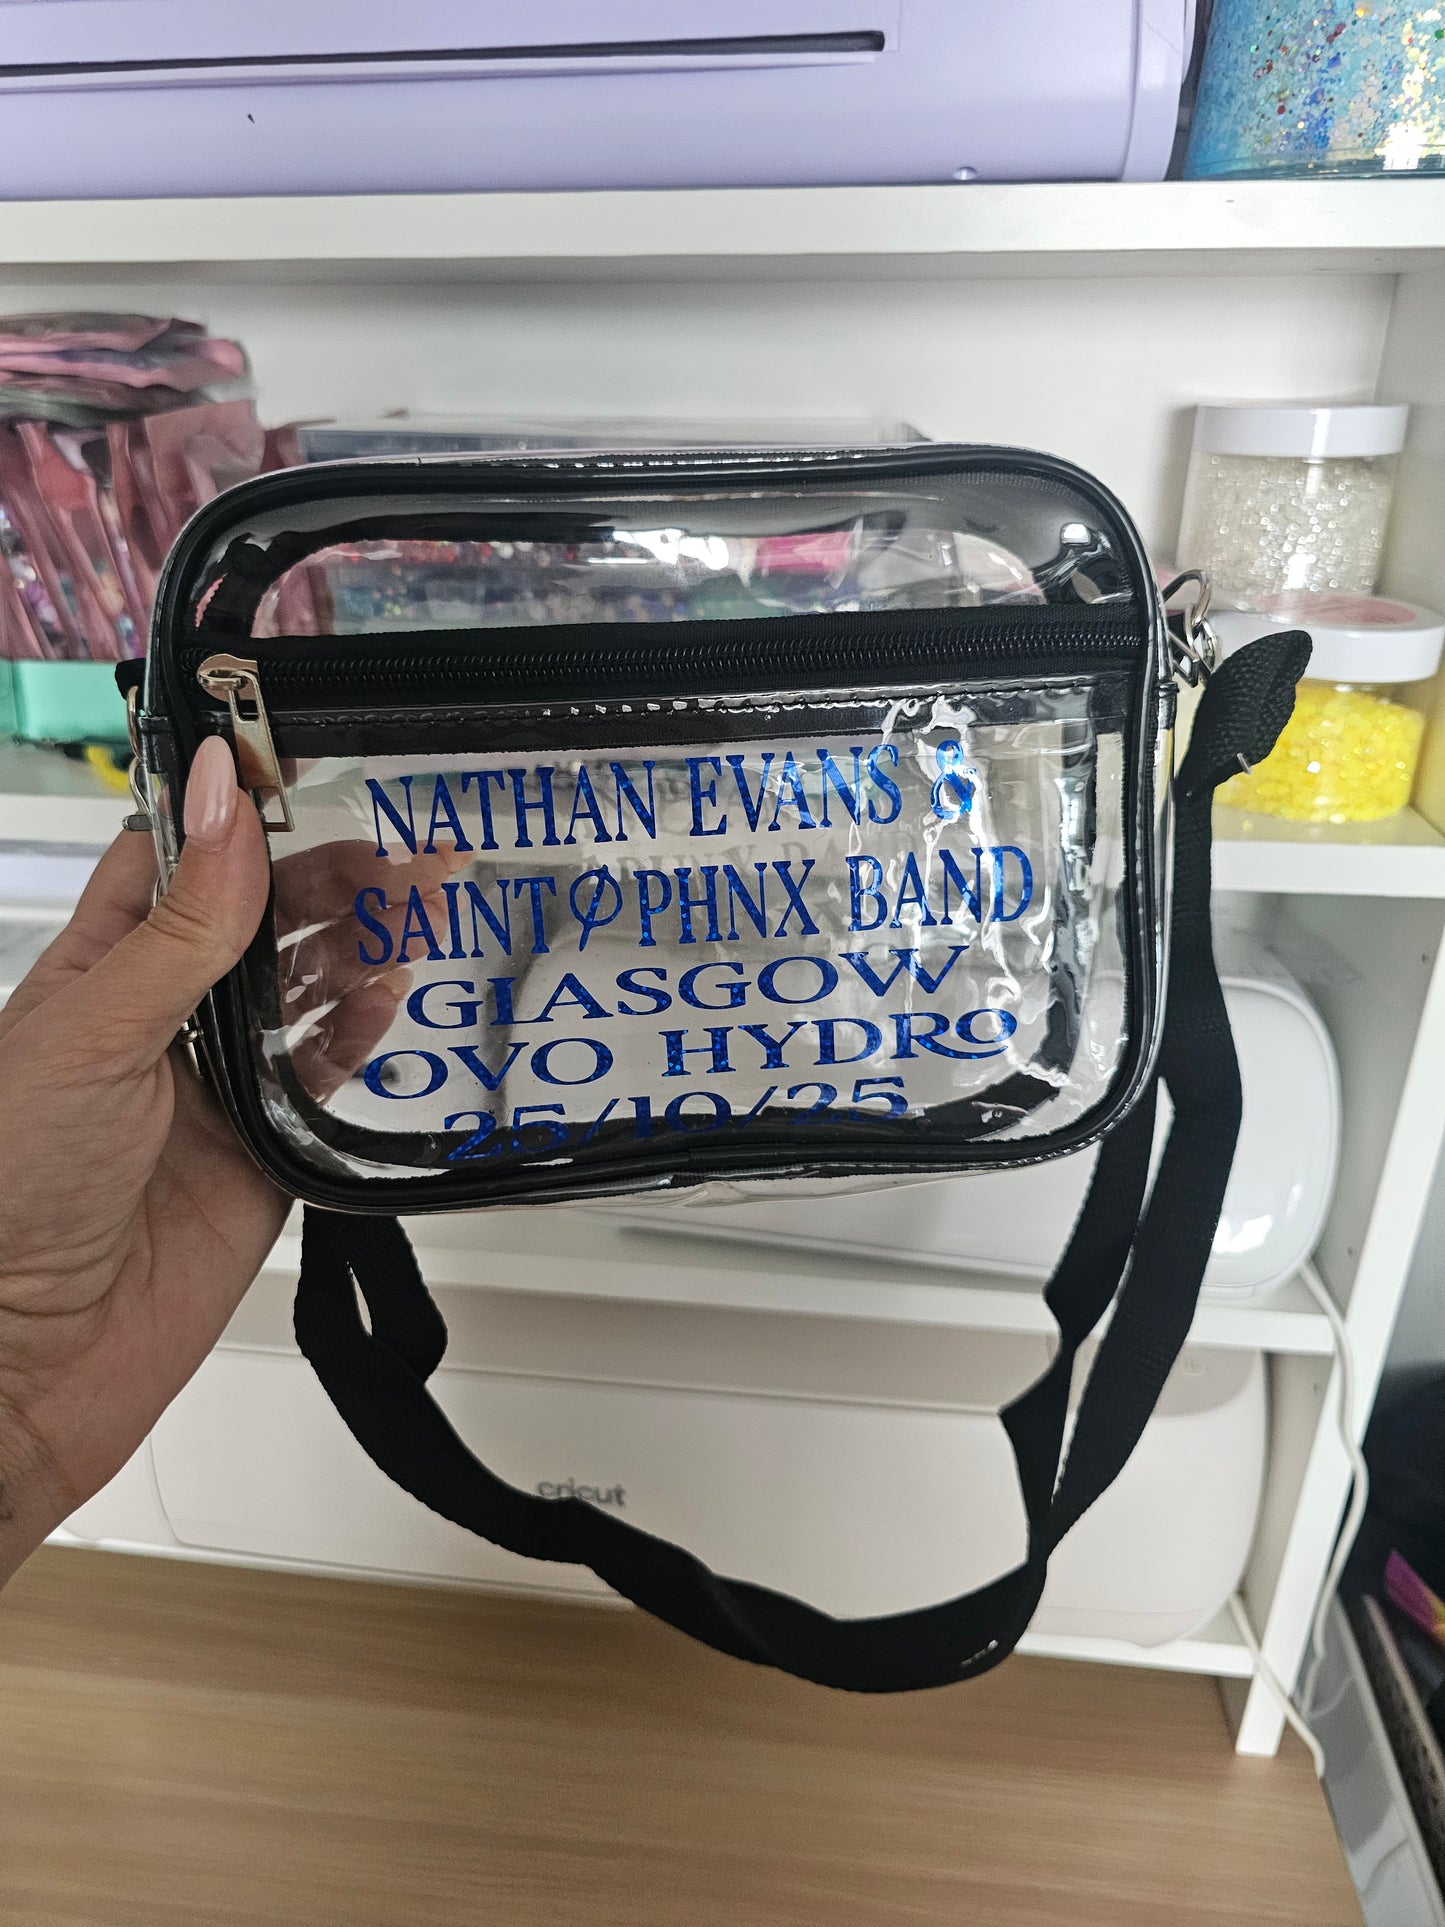 NATHAN EVANS &
SAINT Ø PHNX BAND
GLASGOW
OVO HYDRO
25/10/25
cricut